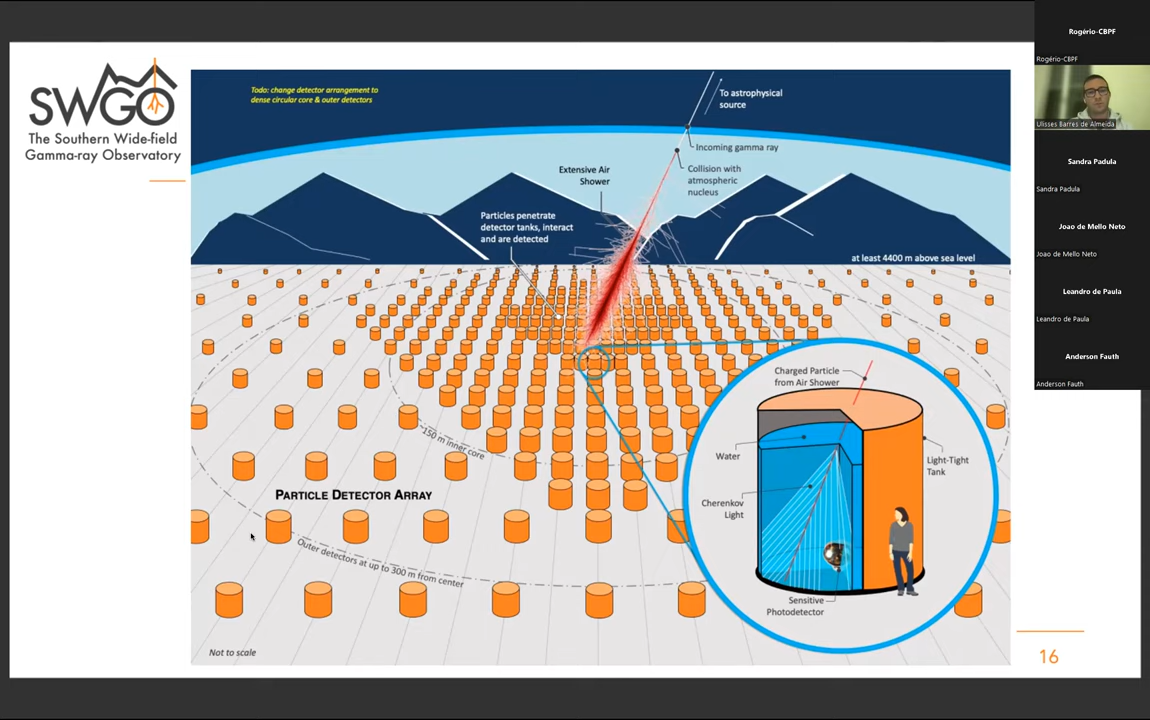 SWGO
The Southern Wide-field
Gamma-ray Observatory
Todo: change detector arrangement to
dense circular core & outer detectors
To astrophysical
source
Incoming gamma ray
Collision with
atmospheric
nucleus
Extensive Air
Shower
Particles penetrate
detector tanks, interact
and are detected
at least 4400 m above sea level
Charged Particle
from Air Shower
Water
Light-Tight
Tank
Cherenkov
Light
Sensitive
Photodetector
150 m inner core
PARTICLE DETECTOR ARRAY
Outer detectors at up to 300 m from center
Not to scale
16
Rogério-CBPF
Rogério-CBPF
Ulisses Barres de Almeida
Sandra Padula
Sandra Padula
Joao de Mello Neto
Joao de Mello Neto
Leandro de Paula
Leandro de Paula
Anderson Fauth
Anderson Fauth